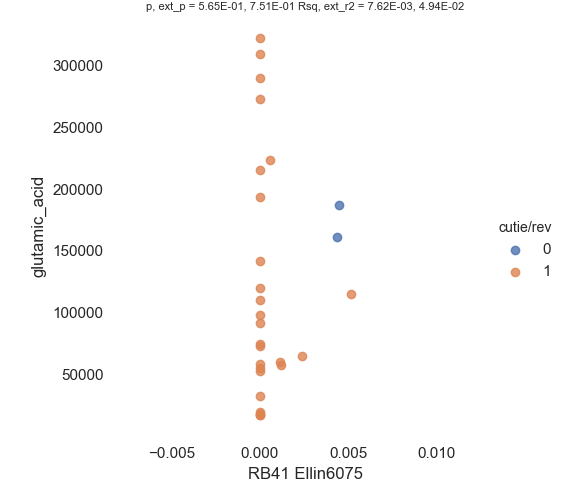 p, ext_p = 5.65E-01, 7.51E-01 Rsq, ext_r2 = 7.62E-03, 4.94E-02
300000
250000
200000
150000
100000
50000
glutamic_acid
−0.005 0.000 0.005 0.010
RB41 Ellin6075
cutie/rev
0
1